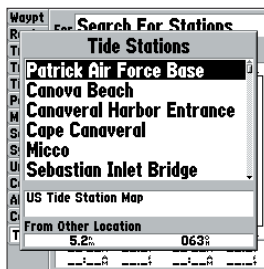 Waypt
For Search For Stations
Tide Stations
Patrick Air Force Base
Canova Beach
Canaveral Harbor Entrance
Cape Canaveral
Micco
Sebastian Inlet Bridge
US Tide Station Map
From Other Location
5.2
063°